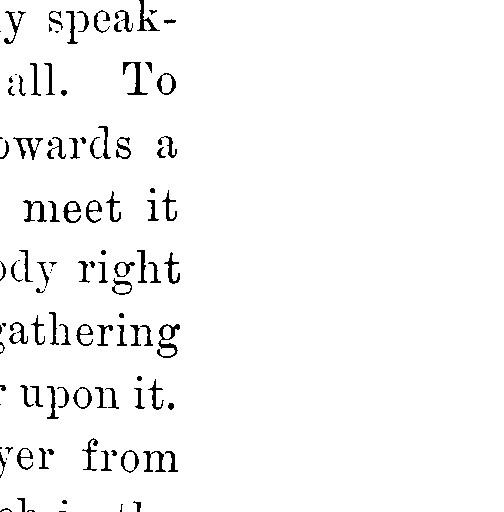 y speak-
all. To
owards a
meet it
ody right
gathering
r upon it.
yer from